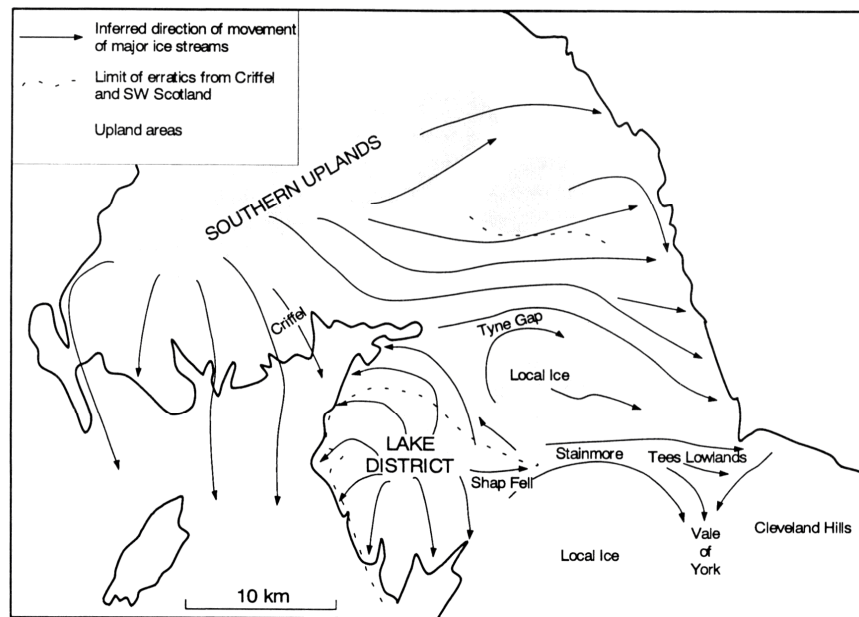 Inferred direction of movement
of major ice streams
Limit of erratics from Criffel
and SW Scotland
Upland areas
SOUTHERN UPLANDS
Criffel
Tyne Gap
Local Ice
LAKE
DISTRICT
Shap Fell
Stainmore
Tees Lowlands
Cleveland Hills
Vale
of
York
Local Ice
10 km